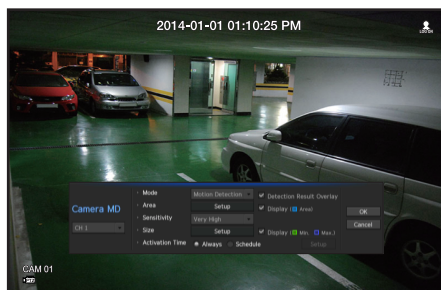 2014-01-01 01:10:25 PM
LOG ON
Mode Motion Detection Detection Result Overlay
Area Setup Display ( Area)
Camera MD
Sensitivity Very High OK
CH 1 Size Setup Display ( Min. Max.) Cancel
Activation Time Always Schedule Setup
CAM 01
PTZ